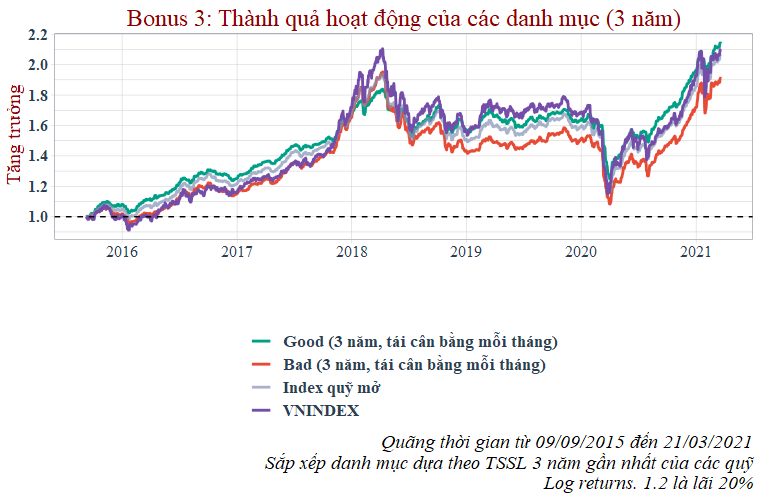 Bonus 3: Thành quả hoạt động của các danh mục (3 năm)
Tăng trưởng
2.2
2.0
1.8
1.6
1.4
1.2
1.0
2016 2017 2018 2019 2020 2021
Good (3 năm, tái cân bằng mỗi tháng)
Bad (3 năm, tái cân bằng mỗi tháng)
Index quỹ mở
VNINDEX
Quãng thời gian từ 09/09/2015 đến 21/03/2021
Sắp xếp danh mục dựa theo TSSL 3 năm gần nhất của các quỹ
Log returns. 1.2 là lãi 20%